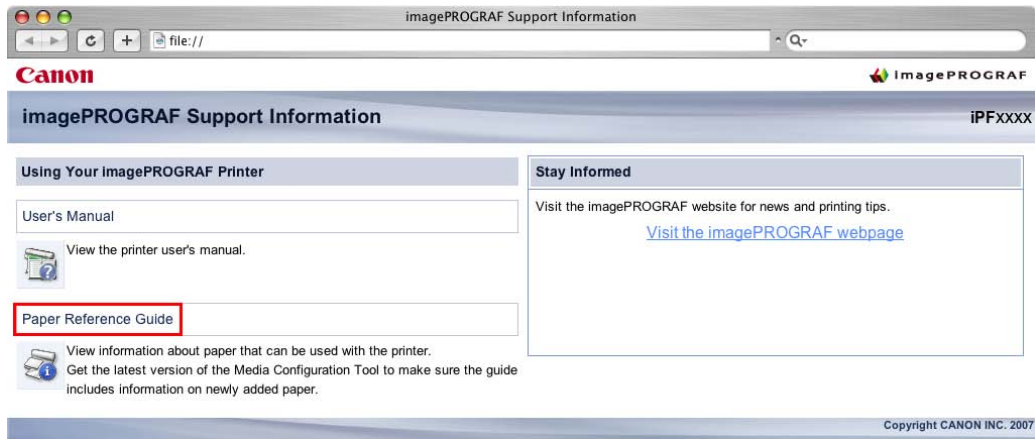 imagePROGRAF Support Information
file://
Canon
imagePROGRAF
imagePROGRAF Support Information
iPFxxxx
Using Your imagePROGRAF Printer
User's Manual
View the printer user's manual.
Paper Reference Guide
View information about paper that can be used with the printer.
Get the latest version of the Media Configuration Tool to make sure the guide
includes information on newly added paper.
Stay Informed
Visit the imagePROGRAF website for news and printing tips.
Visit the imagePROGRAF webpage
Copyright CANON INC. 2007